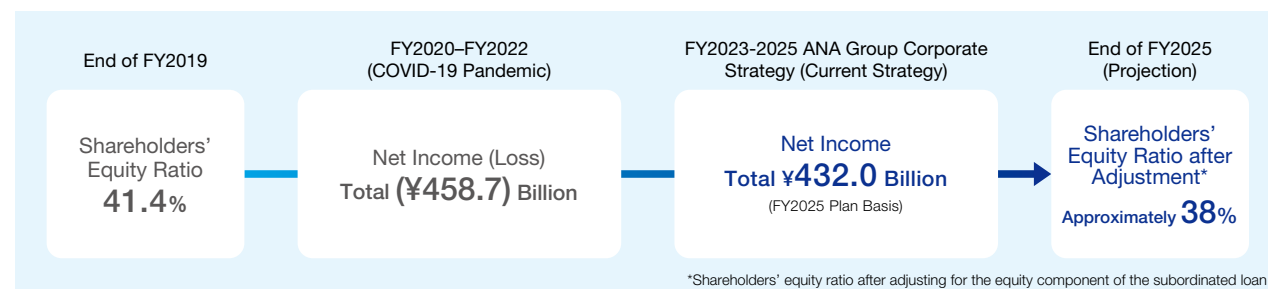 End of FY2019
Shareholders’
Equity Ratio
41.4%
FY2020–FY2022
(COVID-19 Pandemic)
Net Income (Loss)
Total (¥458.7) Billion
FY2023-2025 ANA Group Corporate
Strategy (Current Strategy)
Net Income
Total ¥432.0 Billion
(FY2025 Plan Basis)
End of FY2025
(Projection)
Shareholders’
Equity Ratio after
Adjustment*
Approximately 38%
*Shareholders’ equity ratio after adjusting for the equity component of the subordinated loan